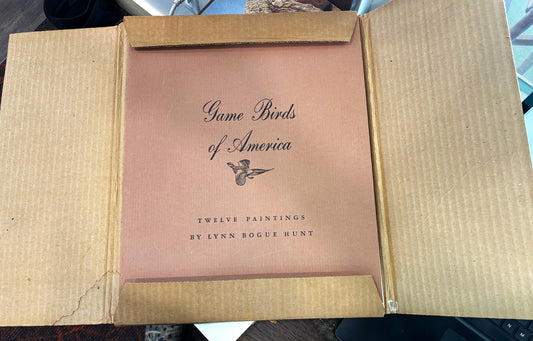 Game Birds
of America
TWELVE PAINTINGS
BY LYNN BOGUE HUNT